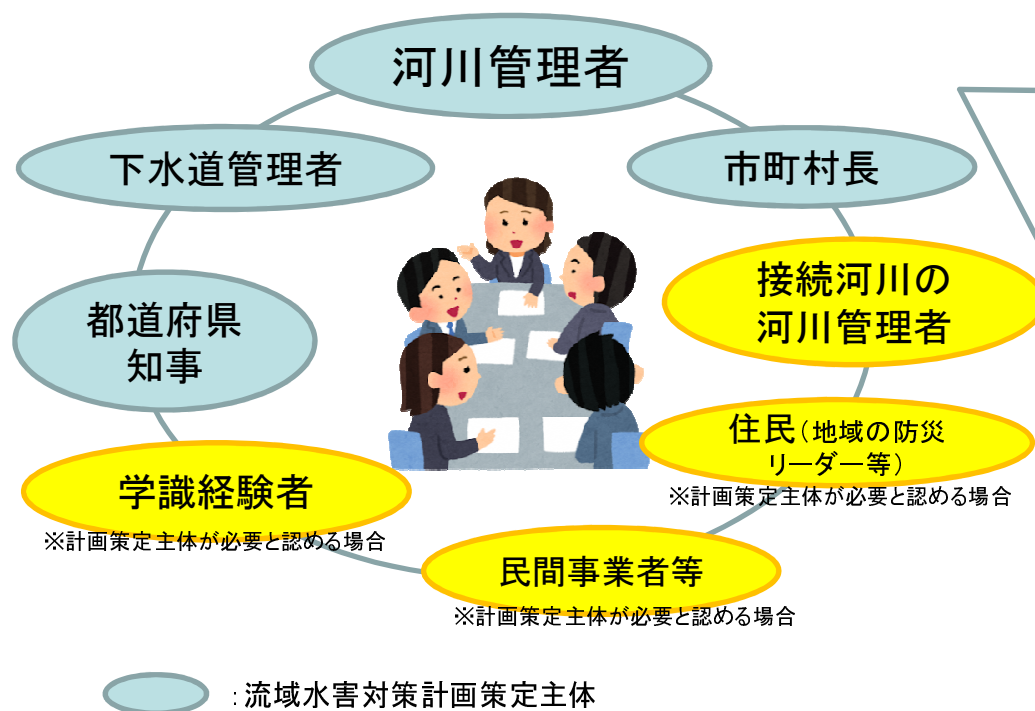 河川管理者
下水道管理者
市町村長
都道府県
知事
接続河川の
河川管理者
住民（地域の防災
リーダー等）
※計画策定主体が必要と認める場合
学識経験者
※計画策定主体が必要と認める場合
民間事業者等
※計画策定主体が必要と認める場合
：流域水害対策計画策定主体